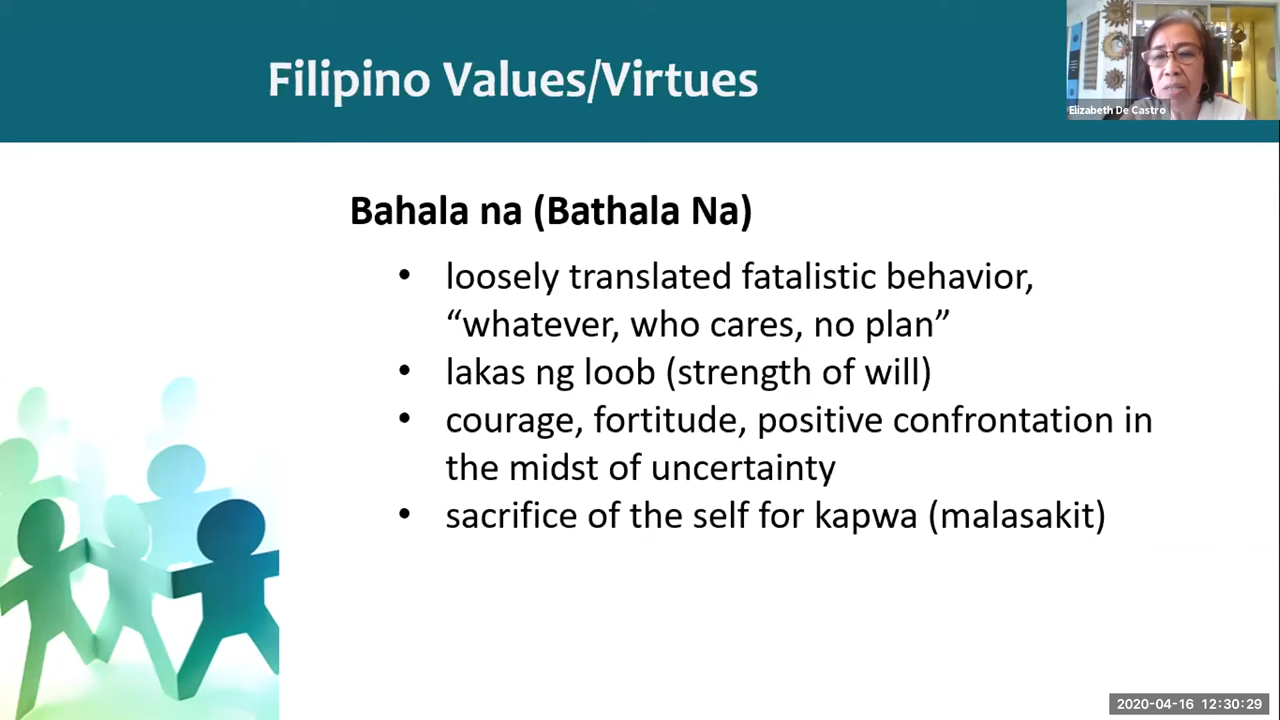 Filipino Values/Virtues
Elizabeth De Castro
Bahala na (Bathala Na)
• loosely translated fatalistic behavior,
“whatever, who cares, no plan”
• lakas ng loob (strength of will)
• courage, fortitude, positive confrontation in
the midst of uncertainty
• sacrifice of the self for kapwa (malasakit)
2020-04-16 12:30:29